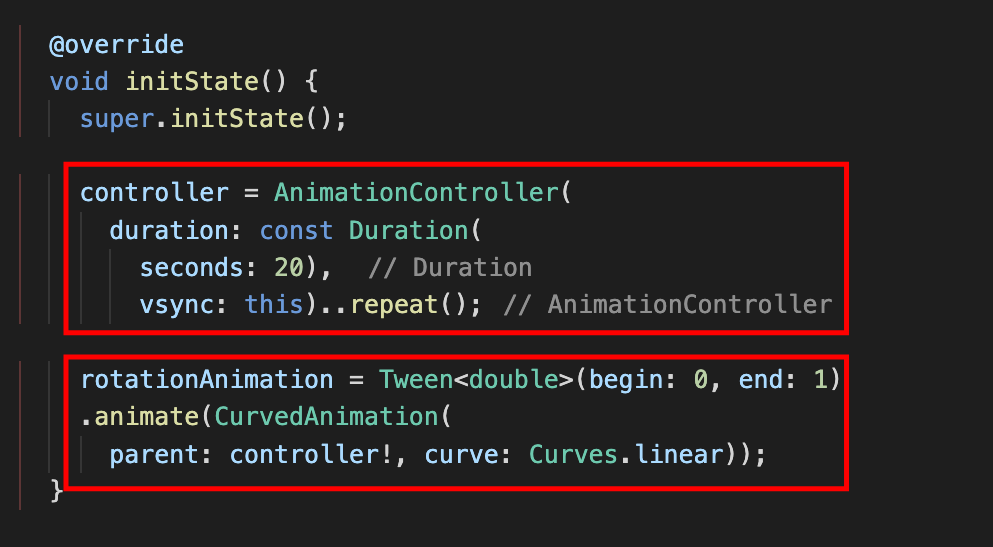 @override
void initState() {
super.initState();
controller = AnimationController(
duration: const Duration(
seconds: 20),  // Duration
vsync: this)..repeat(); // AnimationController
rotationAnimation = Tween<double>(begin: 0, end: 1)
.animate(CurvedAnimation(
parent: controller!, curve: Curves.linear));
}